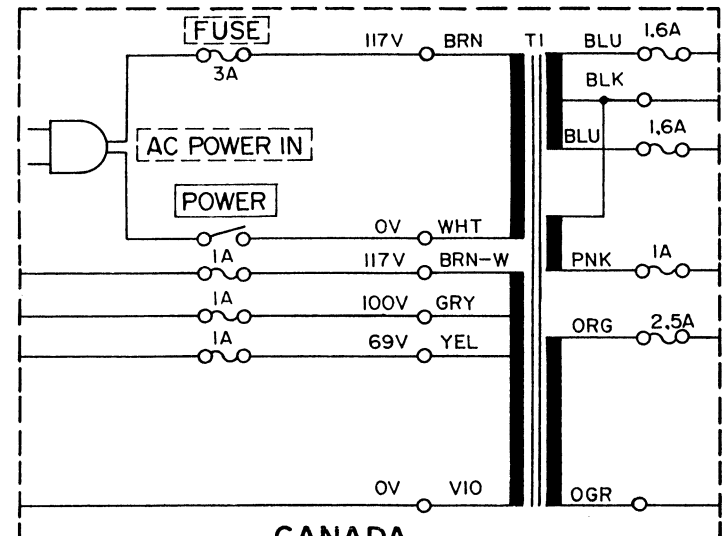 FUSE
3A
117V BRN
T1
BLU 1.6A
BLK
BLU 1.6A
AC POWER IN
POWER
0V WHT
1A 117V BRN-W
PNK 1A
1A 100V GRY
ORG 2.5A
1A 69V YEL
0V VIO
OGR
CANADA